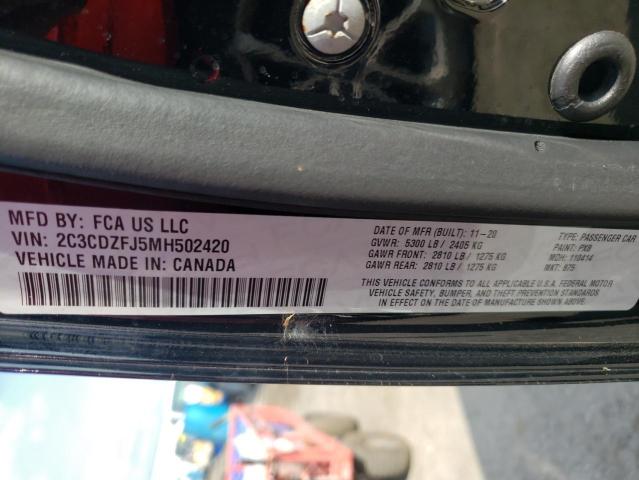 MFD BY: FCA US LLC
VIN: 2C3CDZFJ5MH502420
VEHICLE MADE IN: CANADA
DATE OF MFR (BUILT): 11-20
GVWR: 5300 LB / 2405 KG
GAWR FRONT: 2810 LB / 1275 KG
GAWR REAR: 2810 LB / 1275 KG
TYPE: PASSENGER CAR
PAINT: PX8
MDH: 110414
MKT: 875
THIS VEHICLE CONFORMS TO ALL APPLICABLE U.S.A. FEDERAL MOTOR
VEHICLE SAFETY, BUMPER, AND THEFT PREVENTION STANDARDS
IN EFFECT ON THE DATE OF MANUFACTURE SHOWN ABOVE.